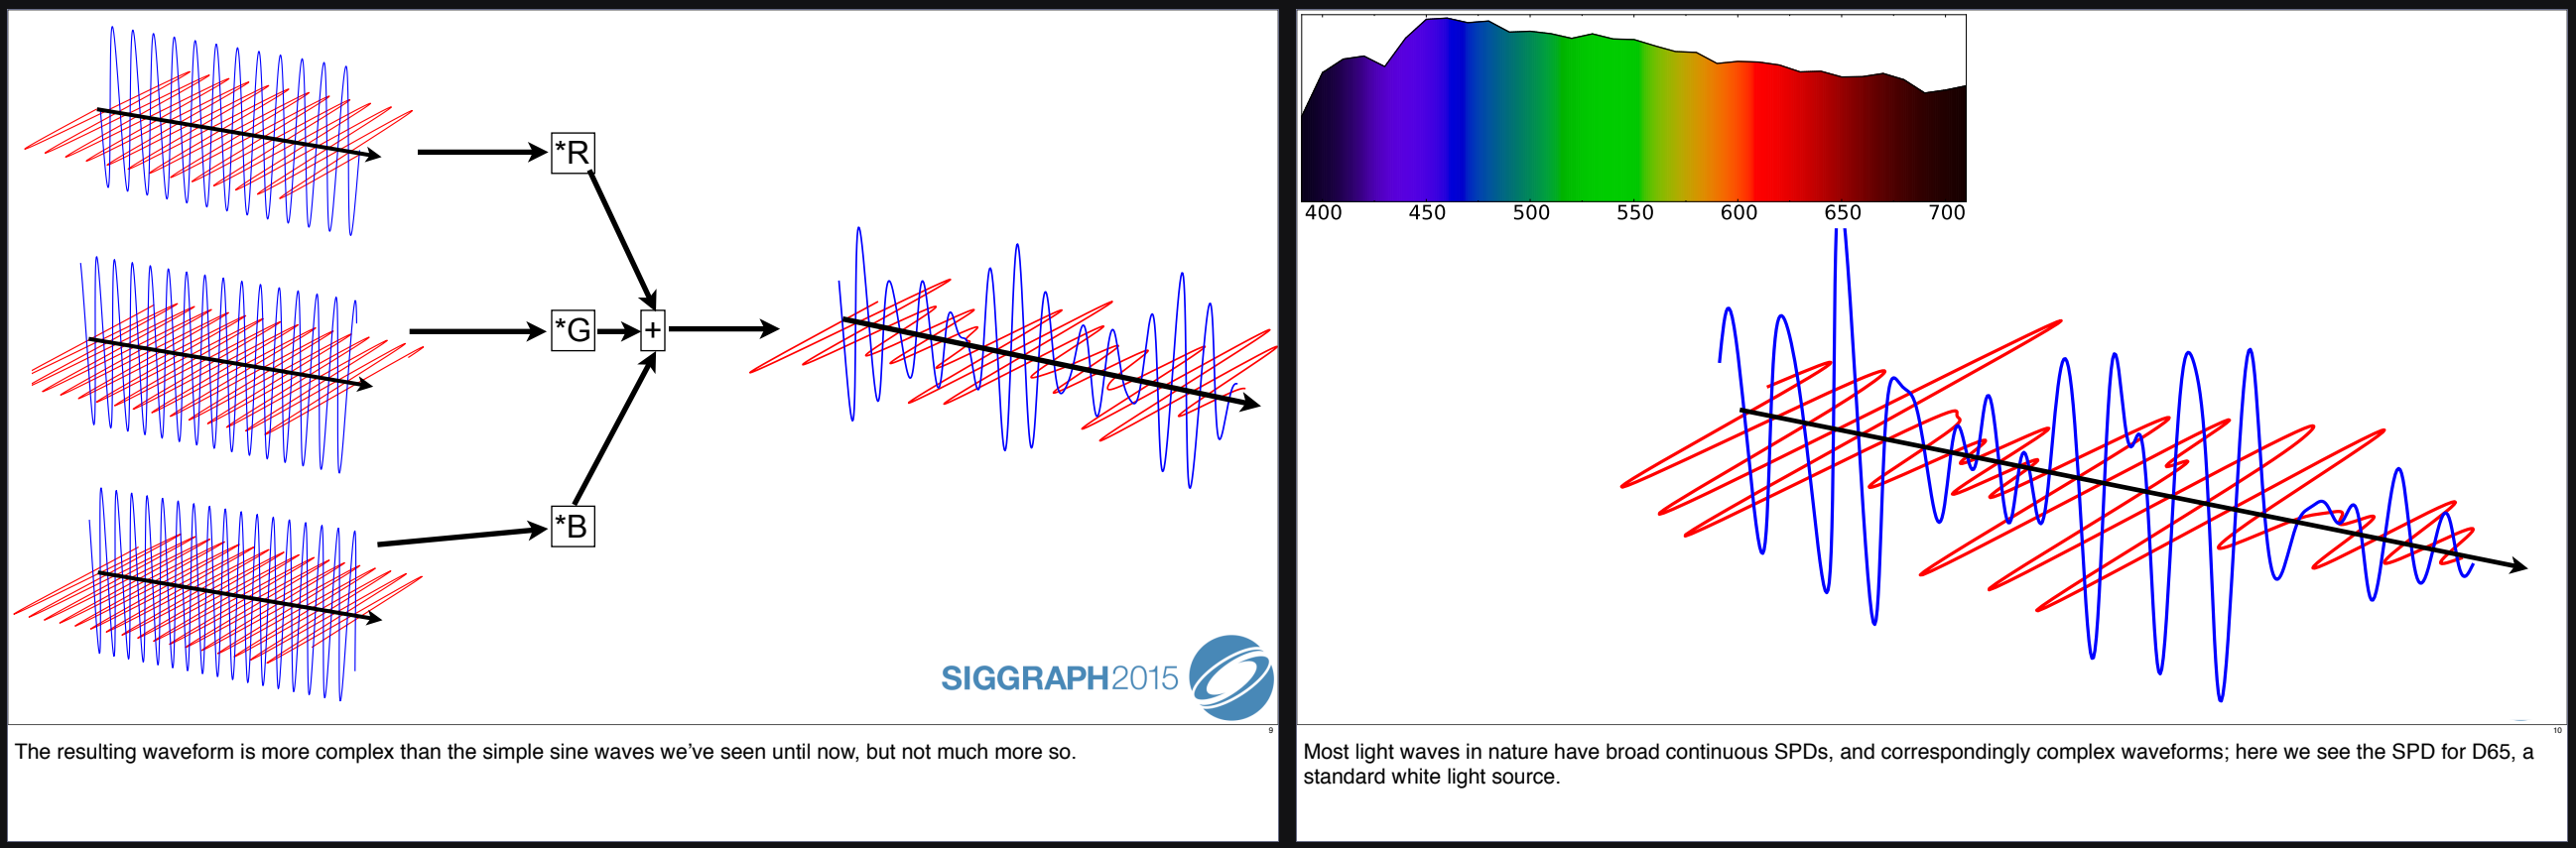 *R
*G
+
*B
SIGGRAPH2015
9
The resulting waveform is more complex than the simple sine waves we’ve seen until now, but not much more so.
400 450 500 550 600 650 700
10
Most light waves in nature have broad continuous SPDs, and correspondingly complex waveforms; here we see the SPD for D65, a
standard white light source.